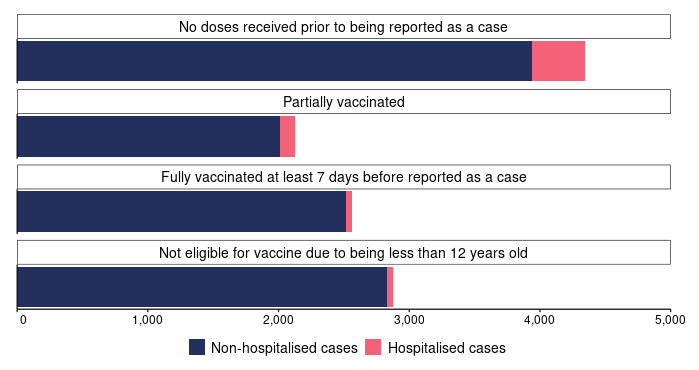 No doses received prior to being reported as a case
Partially vaccinated
Fully vaccinated at least 7 days before reported as a case
Not eligible for vaccine due to being less than 12 years old
0 1,000 2,000 3,000 4,000 5,000
Non-hospitalised cases Hospitalised cases